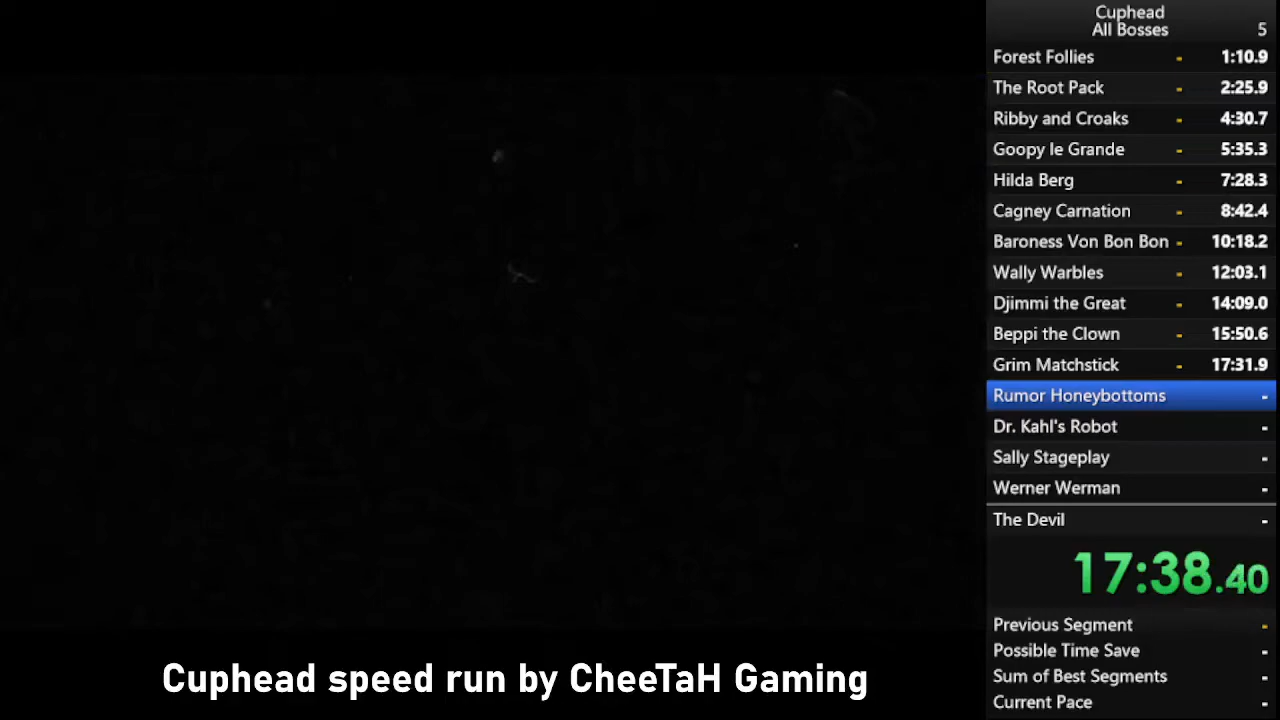 Cuphead
All Bosses 5
Forest Follies - 1:10.9
The Root Pack - 2:25.9
Ribby and Croaks - 4:30.7
Goopy le Grande - 5:35.3
Hilda Berg - 7:28.3
Cagney Carnation - 8:42.4
Baroness Von Bon Bon - 10:18.2
Wally Warbles - 12:03.1
Djimmi the Great - 14:09.0
Beppi the Clown - 15:50.6
Grim Matchstick - 17:31.9
Rumor Honeybottoms -
Dr. Kahl's Robot -
Sally Stageplay -
Werner Werman -
The Devil -
17:38.40
Previous Segment -
Possible Time Save -
Sum of Best Segments -
Current Pace -
Cuphead speed run by CheeTaH Gaming